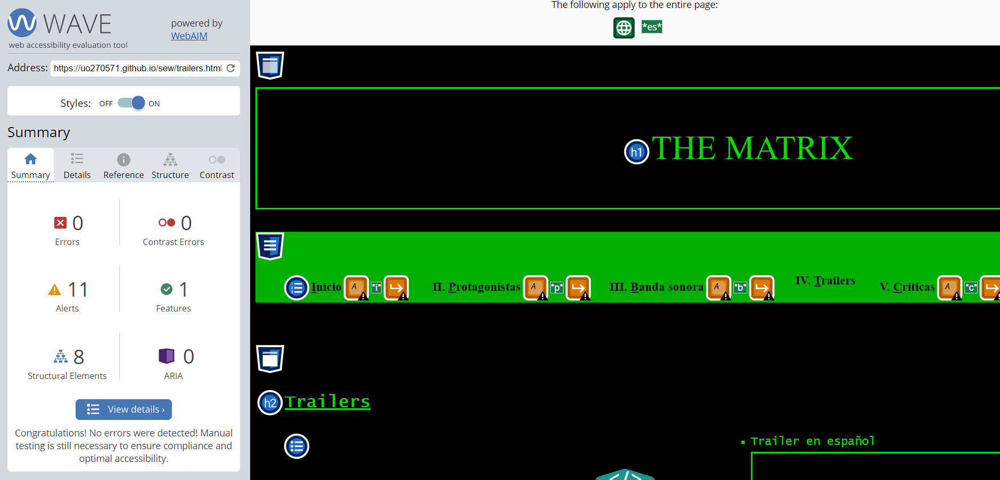 WAVE
powered by
WebAIM
web accessibility evaluation tool
Address: https://uo270571.github.io/sew/trailers.html
Styles: OFF ON
Summary
Summary Details Reference Structure Contrast
0 0
Errors Contrast Errors
11 1
Alerts Features
8 0
Structural Elements ARIA
View details ›
Congratulations! No errors were detected! Manual
testing is still necessary to ensure compliance and
optimal accessibility.
The following apply to the entire page:
*es*
h1 THE MATRIX
Inicio A *i* II. Protagonistas A *p* III. Banda sonora A *b* IV. Trailers V. Críticas A *c*
h2 Trailers
Trailer en español